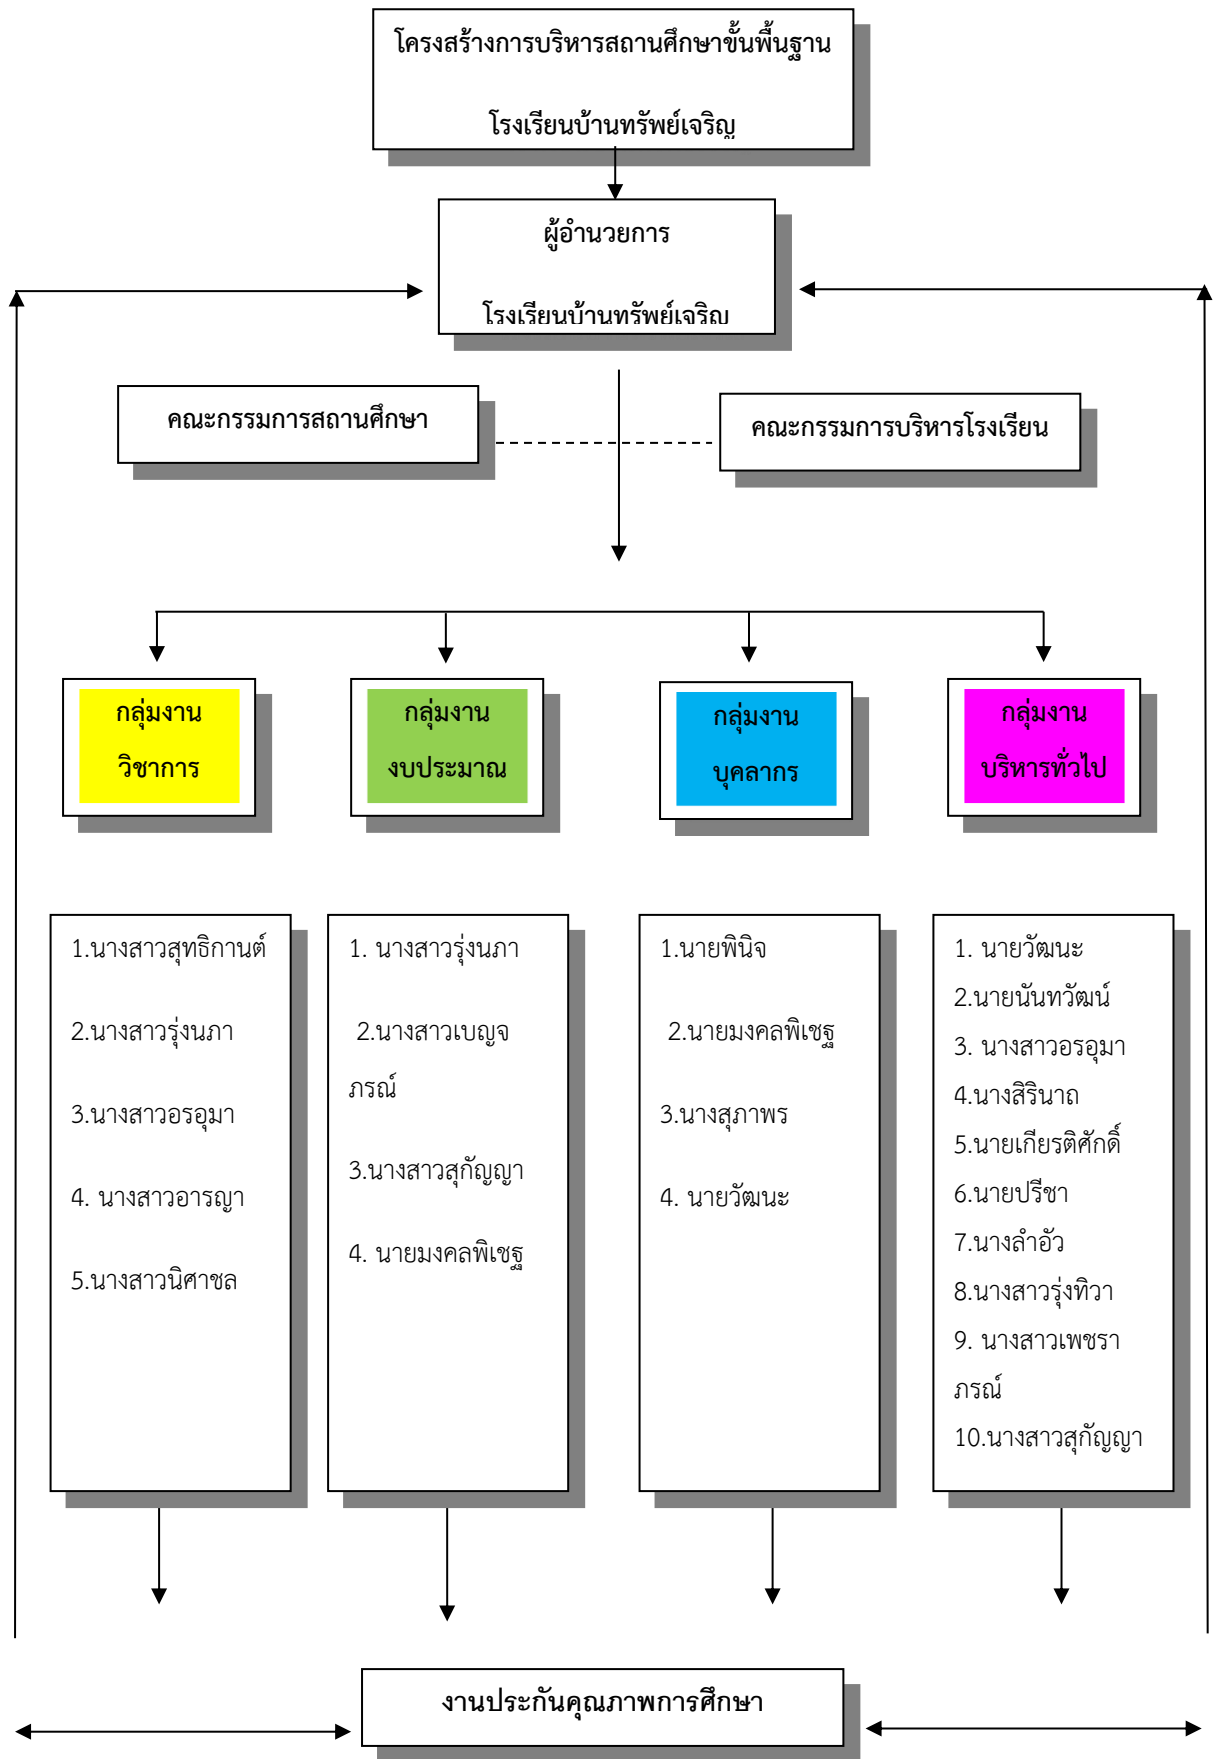 โครงสร้างการบริหารสถานศึกษาขั้นพื้นฐาน
โรงเรียนบ้านทรัพย์เจริญ
ผู้อำนวยการ
โรงเรียนบ้านทรัพย์เจริญ
คณะกรรมการสถานศึกษา
คณะกรรมการบริหารโรงเรียน
กลุ่มงาน
วิชาการ
กลุ่มงาน
งบประมาณ
กลุ่มงาน
บุคลากร
กลุ่มงาน
บริหารทั่วไป
1.นางสาวสุทธิกานต์
2.นางสาวรุ่งนภา
3.นางสาวอรอุมา
4. นางสาวอารญา
5.นางสาวนิศาชล
1. นางสาวรุ่งนภา
2.นางสาวเบญจ
ภรณ์
3.นางสาวสุกัญญา
4. นายมงคลพิเชฐ
1.นายพินิจ
2.นายมงคลพิเชฐ
3.นางสุภาพร
4. นายวัฒนะ
1. นายวัฒนะ
2.นายนันทวัฒน์
3. นางสาวอรอุมา
4.นางสิรินาถ
5.นายเกียรติศักดิ์
6.นายปรีชา
7.นางลำอัว
8.นางสาวรุ่งทิวา
9. นางสาวเพชรา
ภรณ์
10.นางสาวสุกัญญา
งานประกันคุณภาพการศึกษา